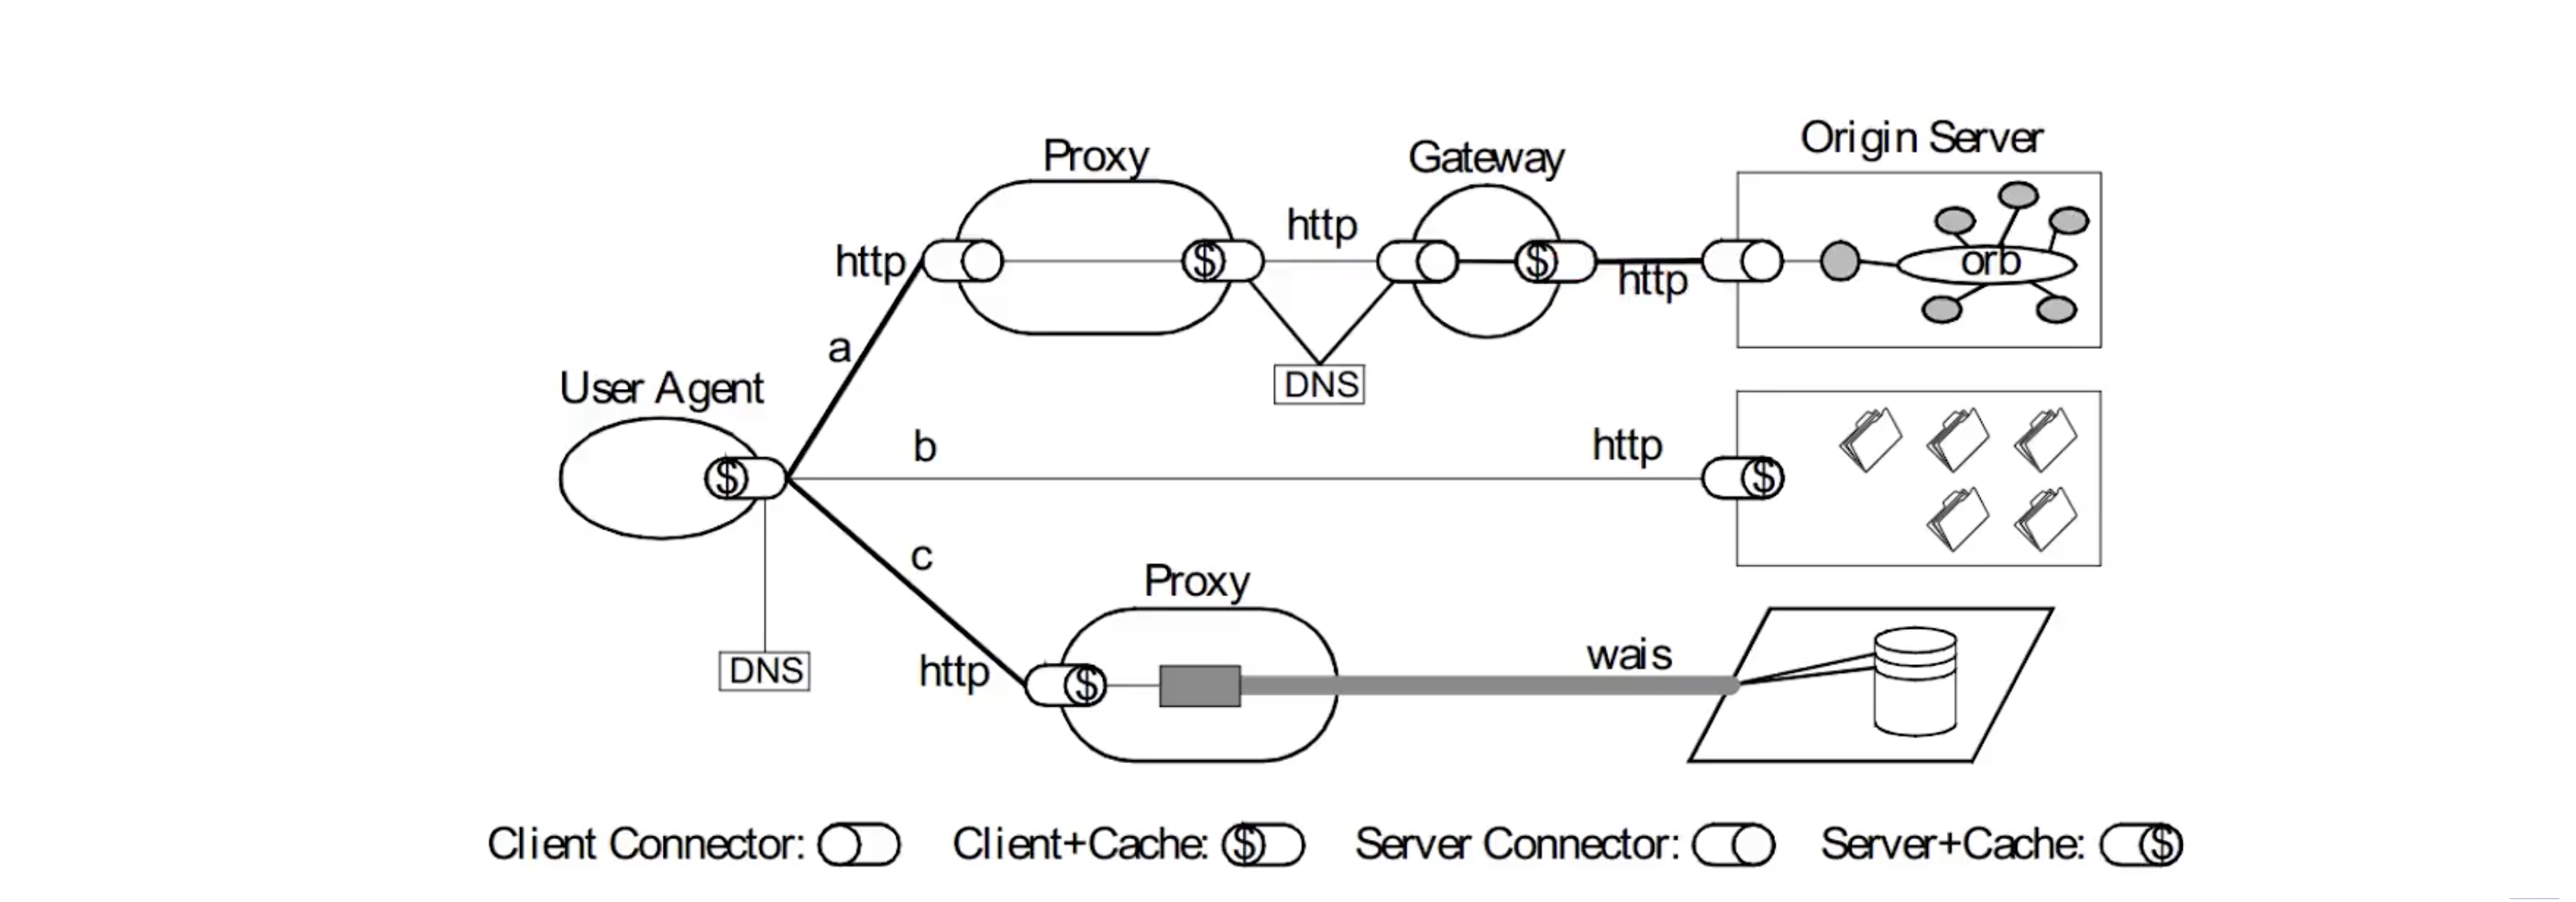 Origin Server
Proxy
Gateway
http
http
$
$
orb
http
a
DNS
User Agent
b
http
$
$
c
Proxy
wais
DNS
http
$
Client Connector:
Client+Cache: $
Server Connector:
Server+Cache: $